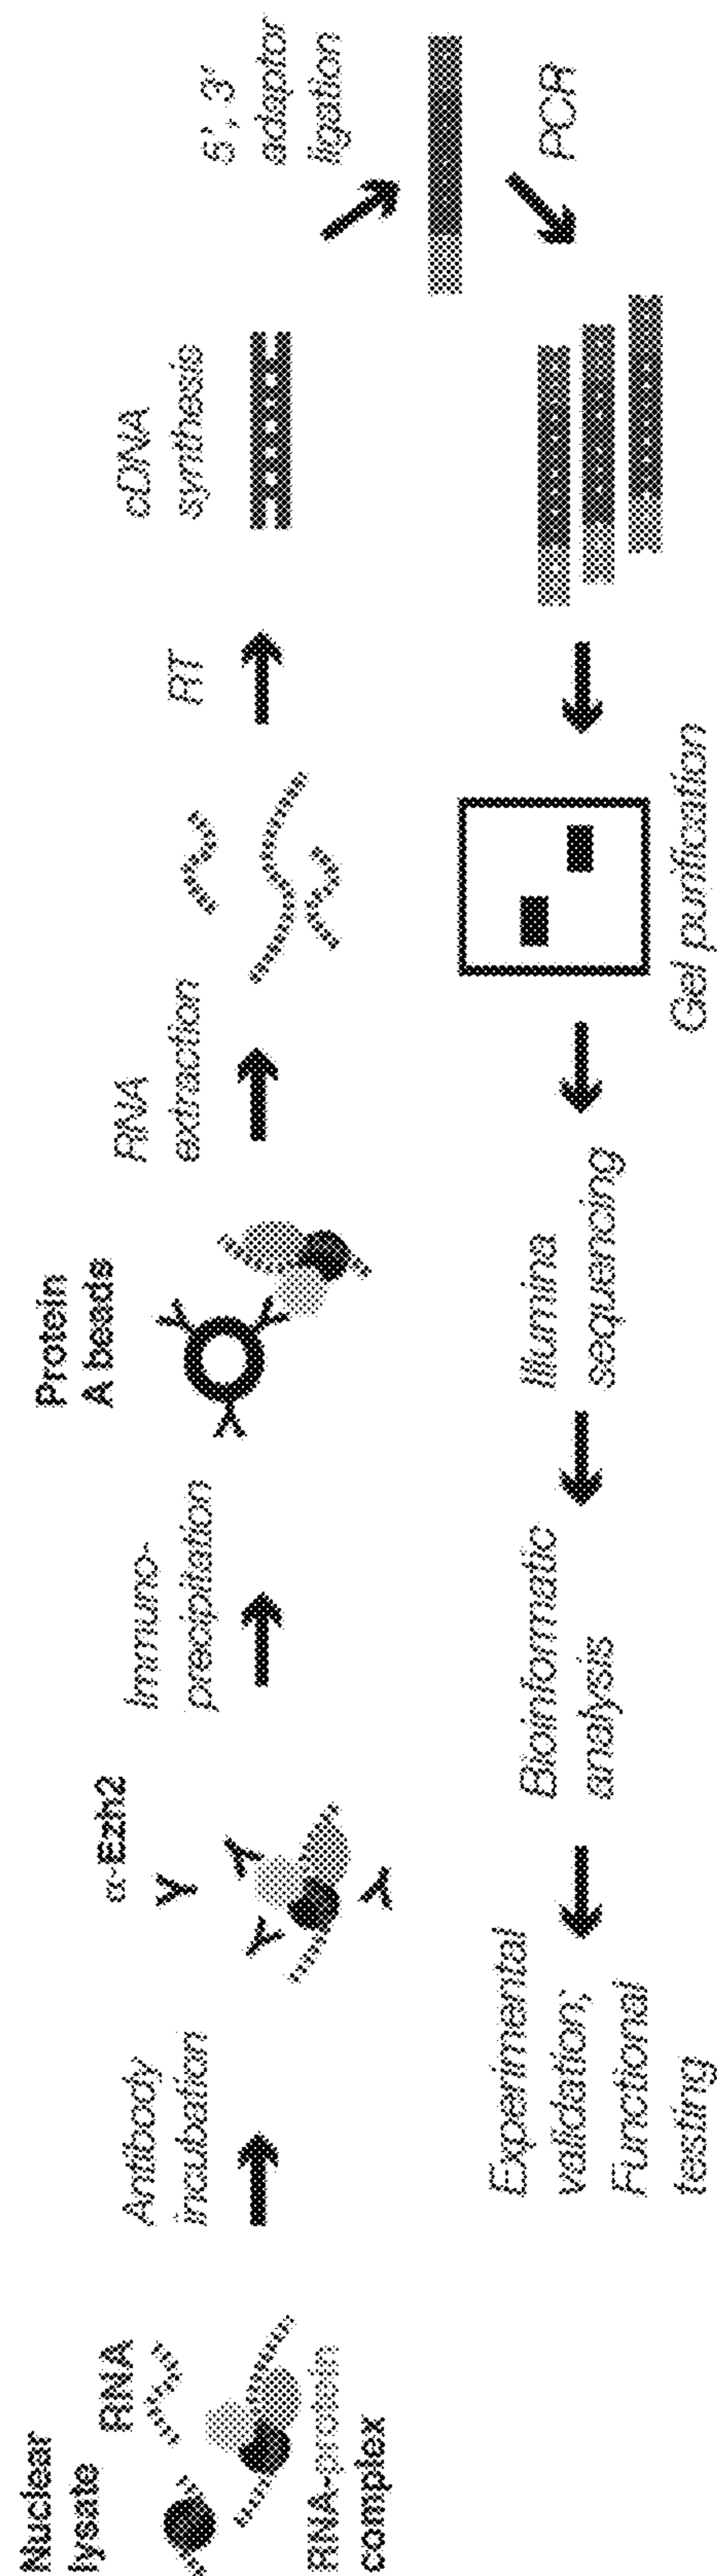 Nuclear
lysate
RNA
RNA-protein
complex
Antibody
incubation
α-Ezh2
Immuno-
precipitation
Protein
A beads
RNA
extraction
RT
cDNA
synthesis
5', 3'
adaptor
ligation
PCR
Gel purification
Illumina
sequencing
Bioinformatic
analysis
Experimental
validation;
Functional
testing